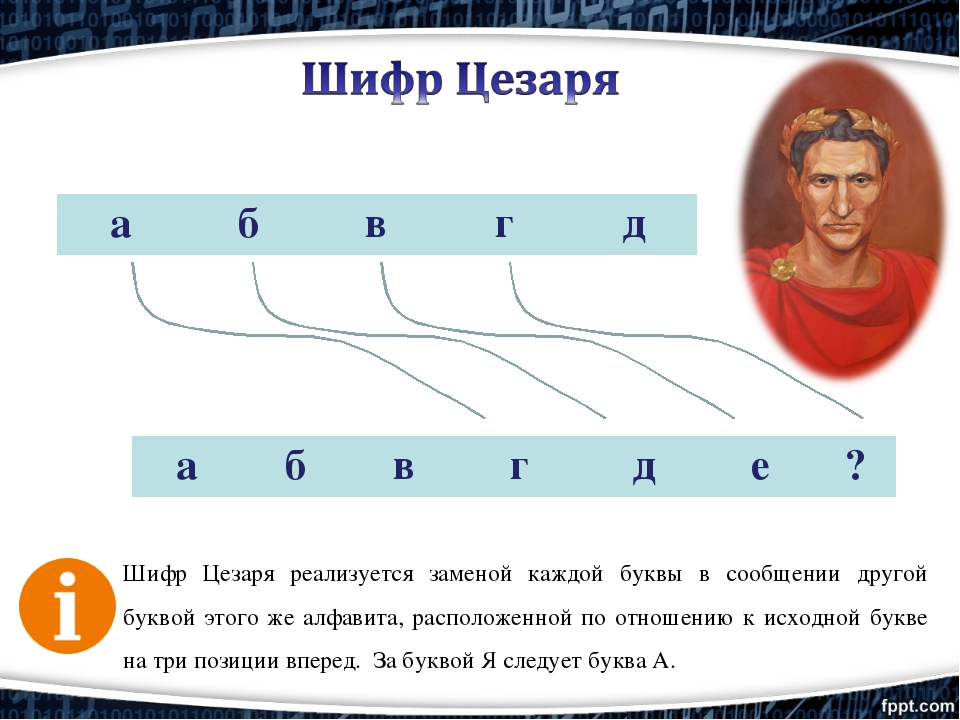 Шифр Цезаря
а б в г д
а б в г д е ?
Шифр Цезаря реализуется заменой каждой буквы в сообщении другой
буквой этого же алфавита, расположенной по отношению к исходной букве
на три позиции вперед. За буквой Я следует буква А.
fppt.com